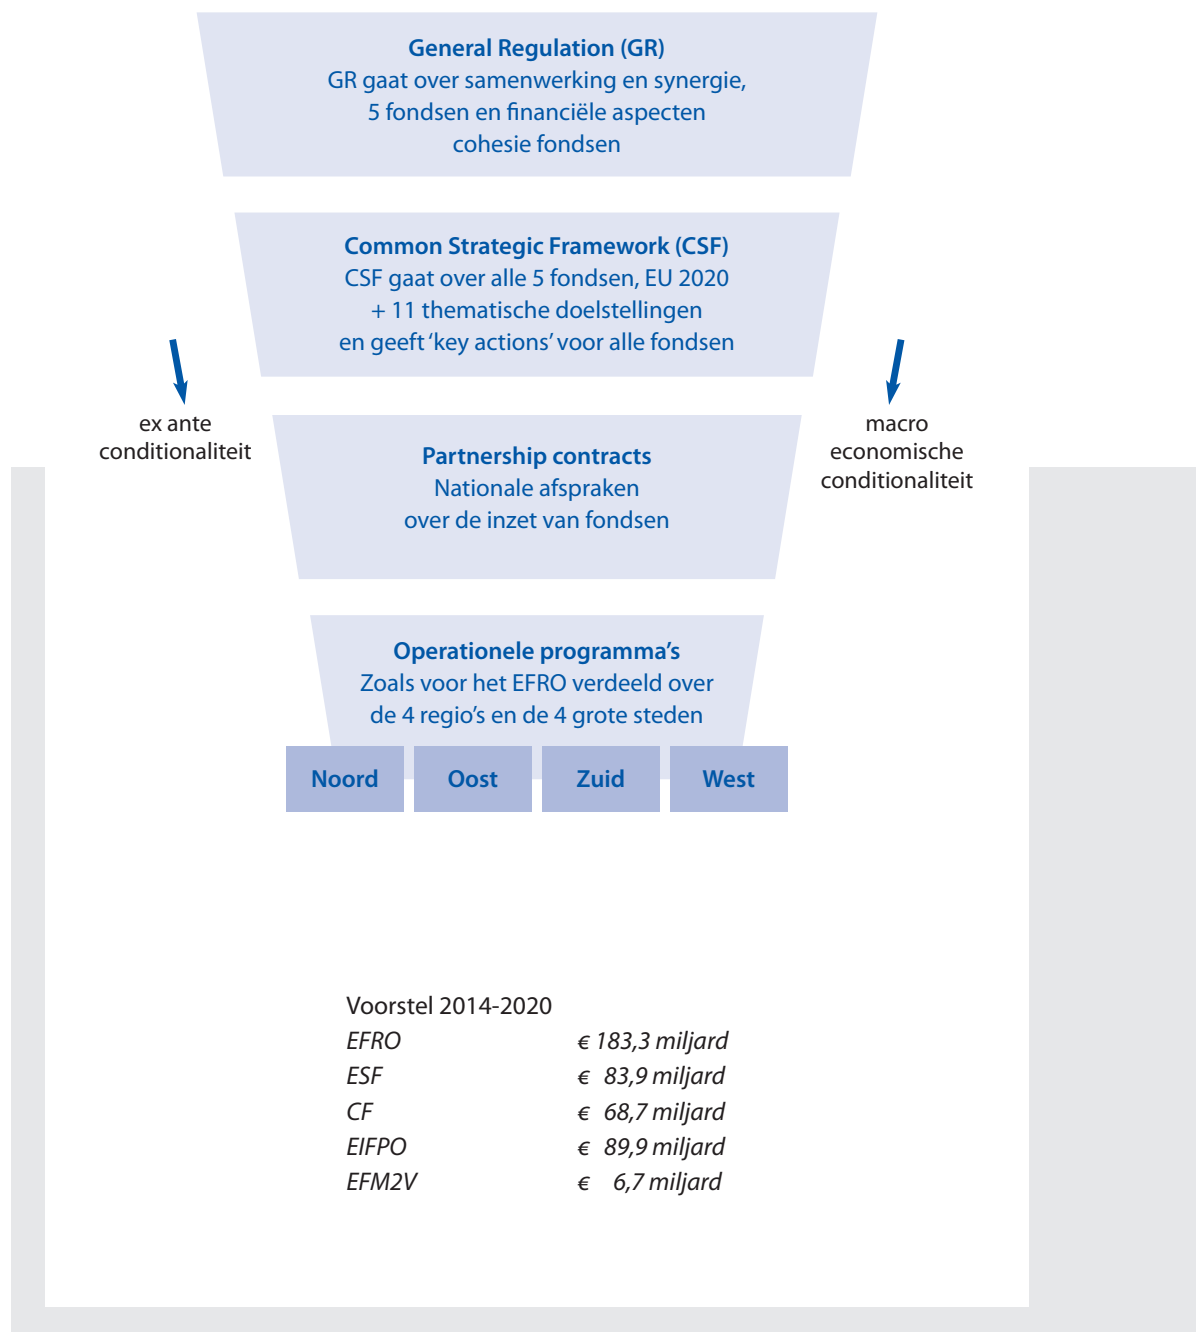 General Regulation (GR)
GR gaat over samenwerking en synergie,
5 fondsen en financiële aspecten
cohesie fondsen
Common Strategic Framework (CSF)
CSF gaat over alle 5 fondsen, EU 2020
+ 11 thematische doelstellingen
en geeft ‘key actions’ voor alle fondsen
ex ante
conditionaliteit
macro
economische
conditionaliteit
Partnership contracts
Nationale afspraken
over de inzet van fondsen
Operationele programma’s
Zoals voor het EFRO verdeeld over
de 4 regio’s en de 4 grote steden
Noord Oost Zuid West
Voorstel 2014-2020
EFRO € 183,3 miljard
ESF € 83,9 miljard
CF € 68,7 miljard
EIFPO € 89,9 miljard
EFM2V € 6,7 miljard